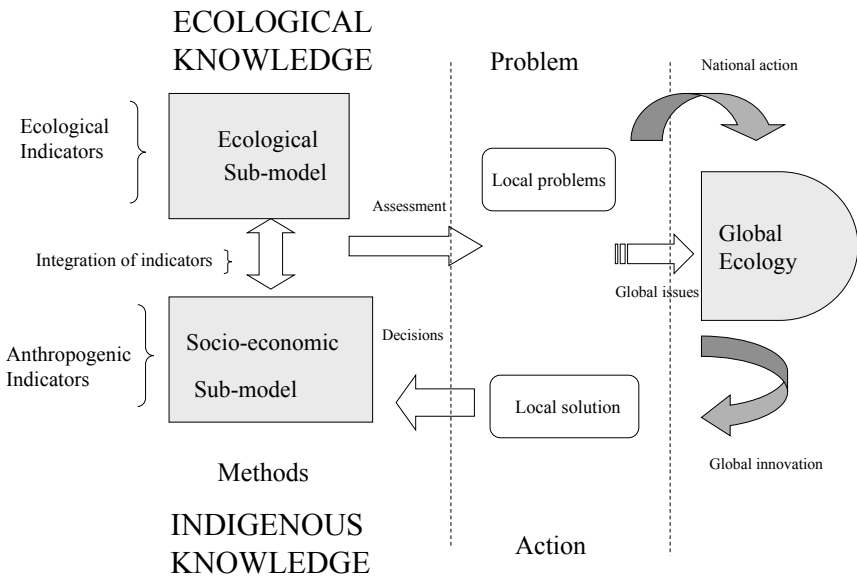 ECOLOGICAL
KNOWLEDGE
Problem
National action
Ecological
Indicators
Ecological
Sub-model
Local problems
Assessment
Global
Ecology
Integration of indicators
Global issues
Anthropogenic
Indicators
Socio-economic
Sub-model
Decisions
Local solution
Global innovation
Methods
INDIGENOUS
KNOWLEDGE
Action